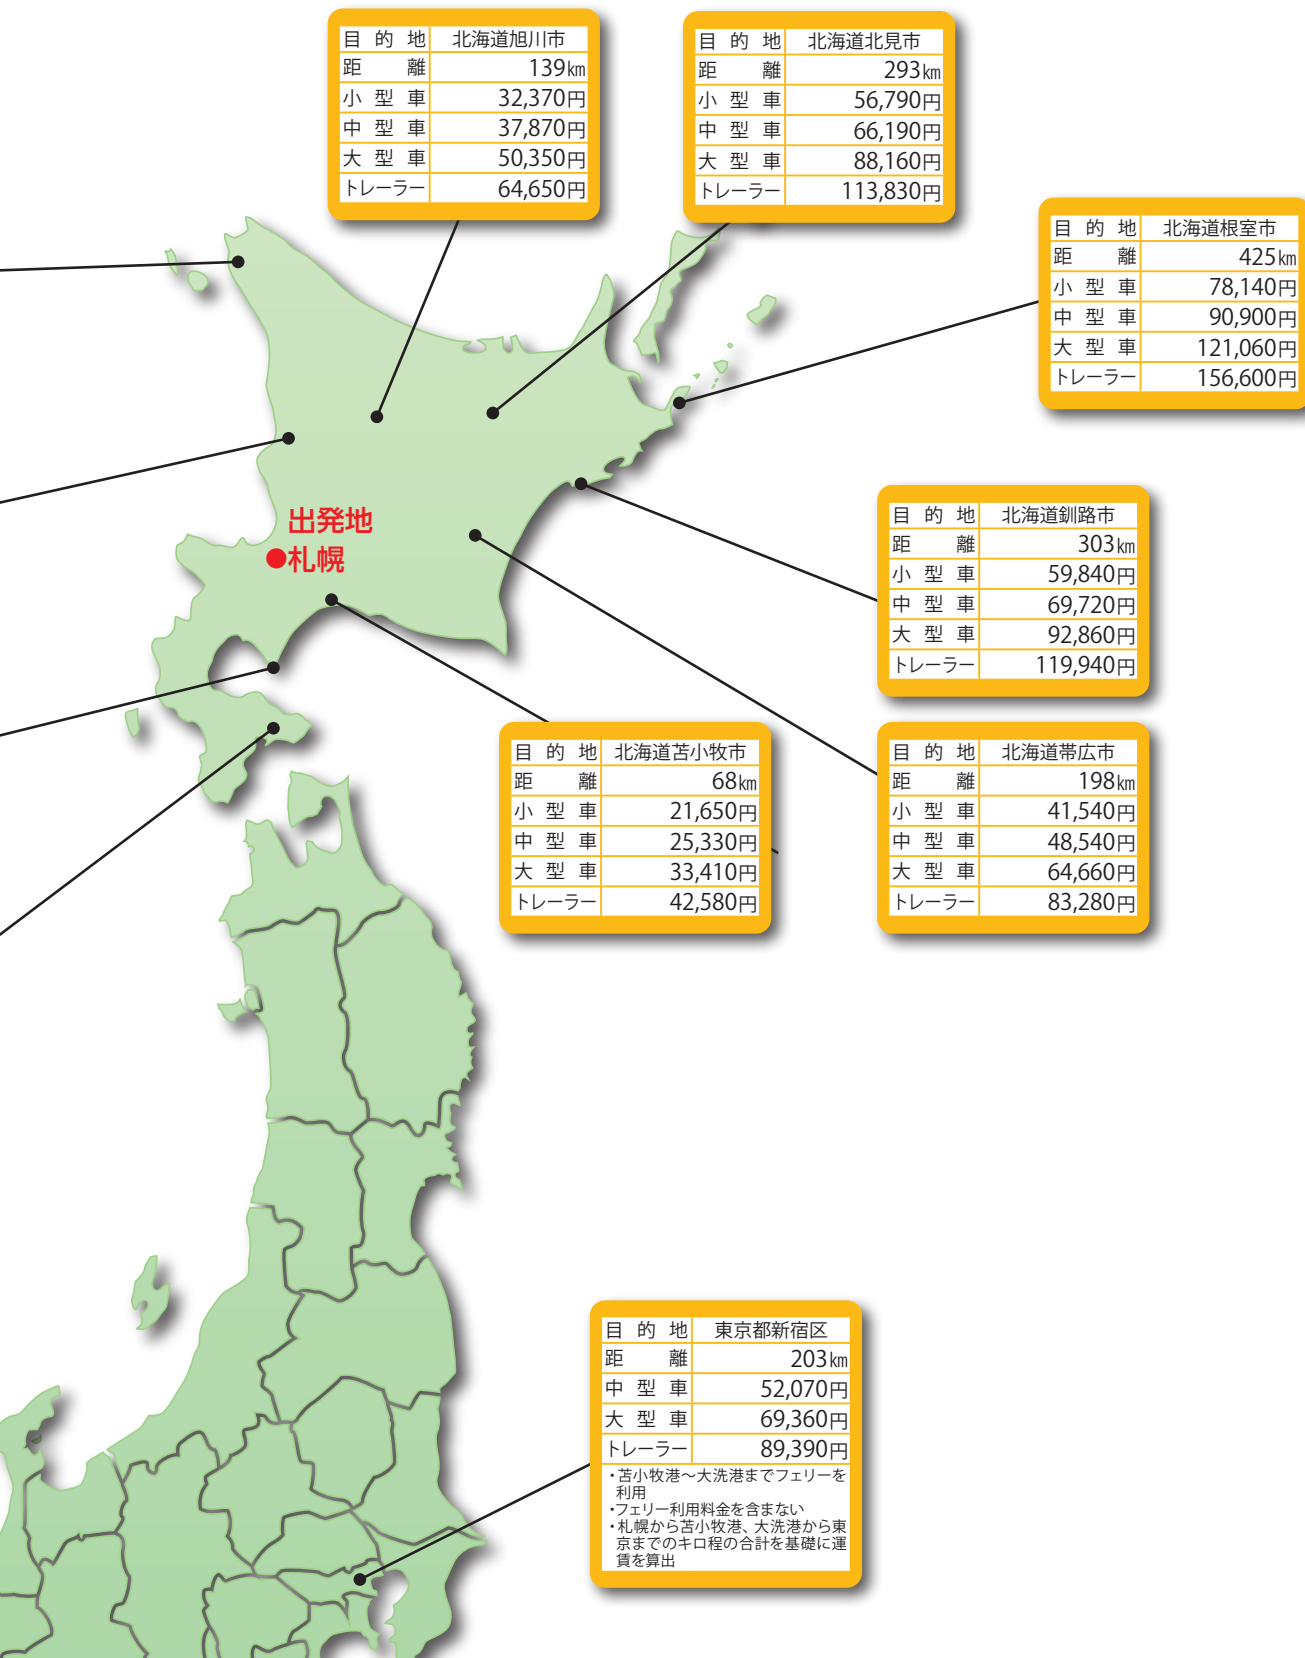 目的地 北海道旭川市
距離 139km
小型車 32,370円
中型車 37,870円
大型車 50,350円
トレーラー 64,650円
目的地 北海道北見市
距離 293km
小型車 56,790円
中型車 66,190円
大型車 88,160円
トレーラー 113,830円
目的地 北海道根室市
距離 425km
小型車 78,140円
中型車 90,900円
大型車 121,060円
トレーラー 156,600円
出発地
札幌
目的地 北海道釧路市
距離 303km
小型車 59,840円
中型車 69,720円
大型車 92,860円
トレーラー 119,940円
目的地 北海道苫小牧市
距離 68km
小型車 21,650円
中型車 25,330円
大型車 33,410円
トレーラー 42,580円
目的地 北海道帯広市
距離 198km
小型車 41,540円
中型車 48,540円
大型車 64,660円
トレーラー 83,280円
目的地 東京都新宿区
距離 203km
中型車 52,070円
大型車 69,360円
トレーラー 89,390円
・苫小牧港～大洗港までフェリーを
利用
・フェリー利用料金を含まない
・札幌から苫小牧港、大洗港から東
京までのキロ程の合計を基礎に運
賃を算出